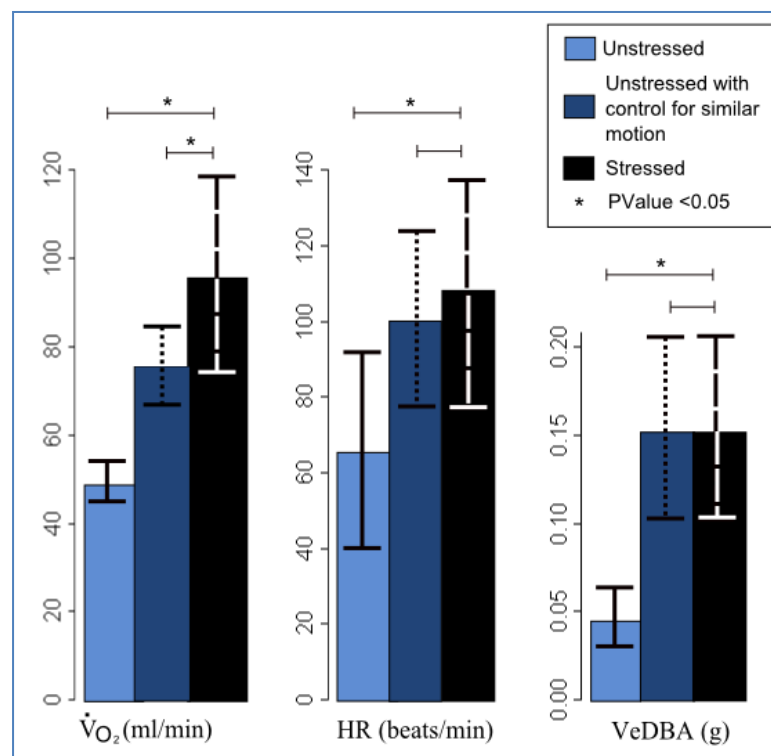 Unstressed
Unstressed with
control for similar
motion
Stressed
* PValue <0.05
*
*
120
100
80
60
40
20
0
V̇O₂ (ml/min)
*
140
120
100
80
60
40
20
0
HR (beats/min)
*
0.20
0.15
0.10
0.05
0.00
VeDBA (g)